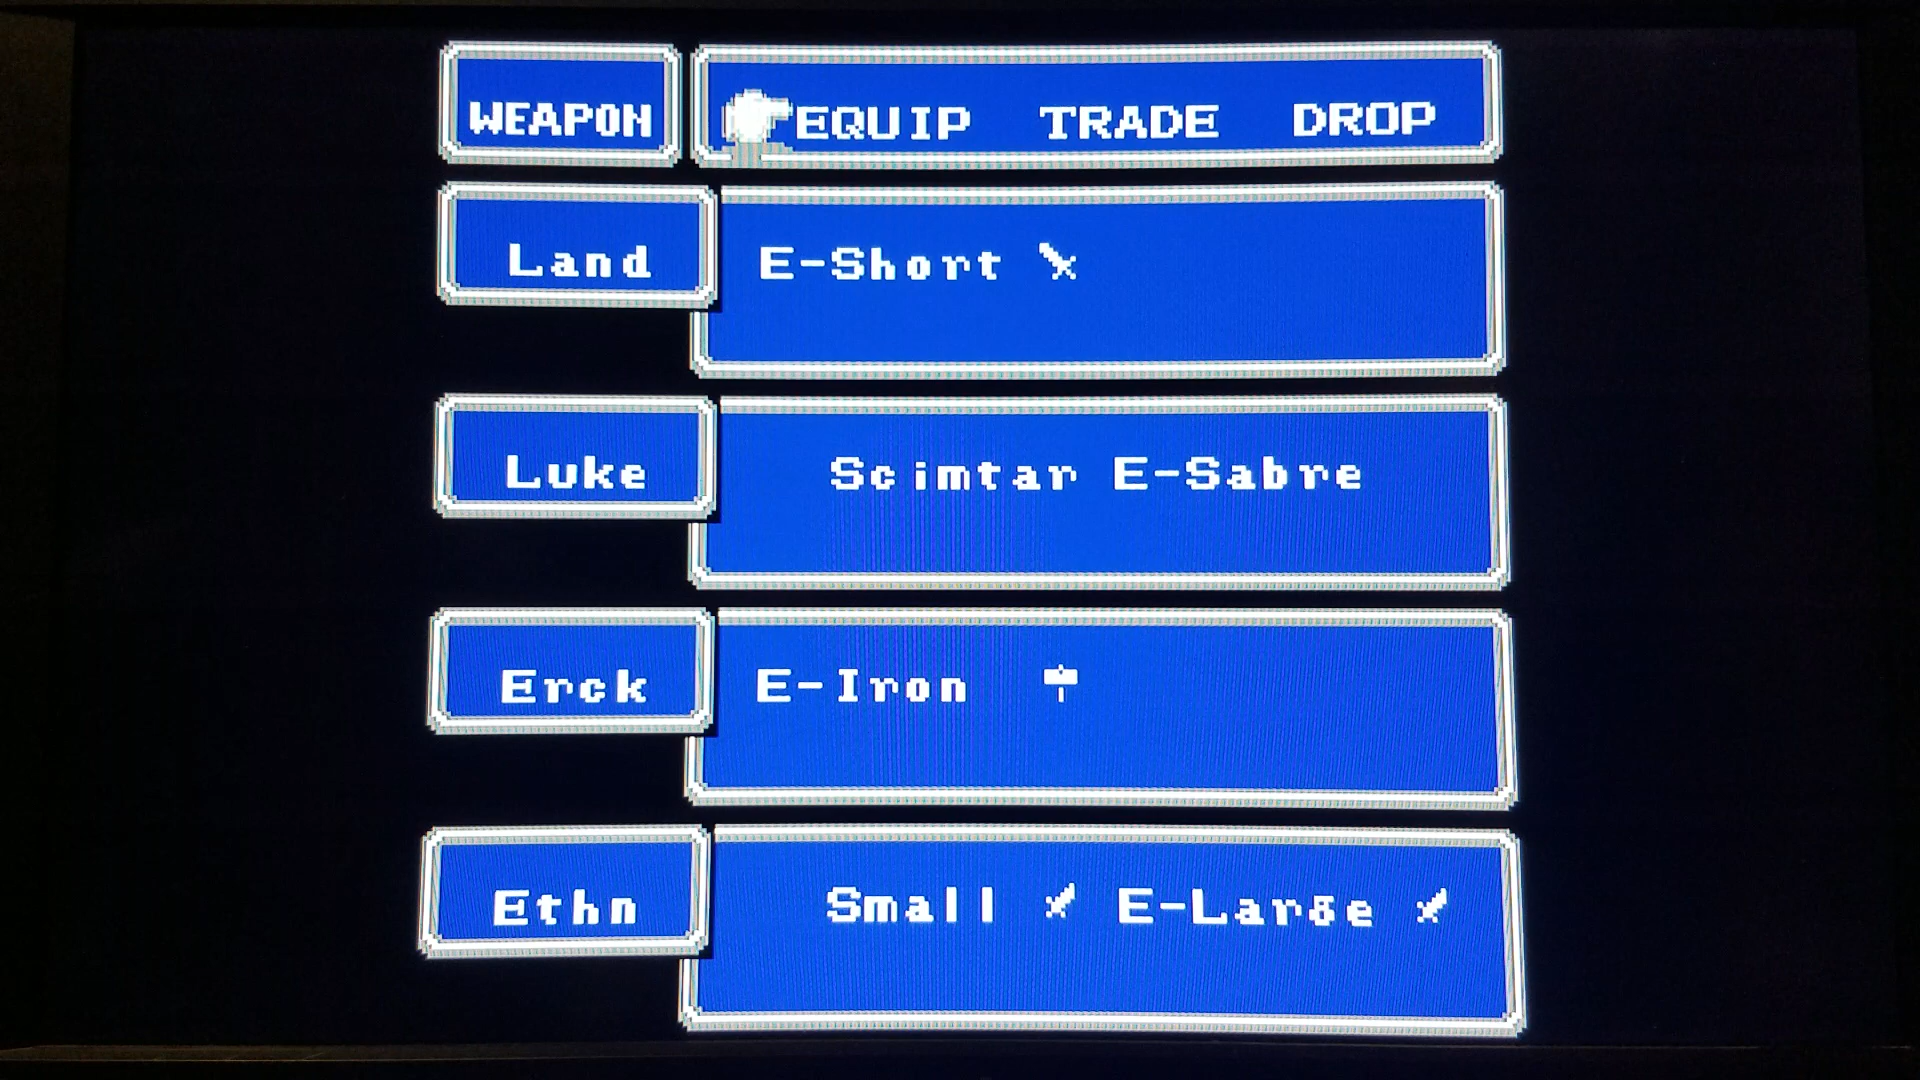 WEAPON EQUIP TRADE DROP
Land E-Short
Luke Scimtar E-Sabre
Erck E-Iron
Ethn Small E-Large